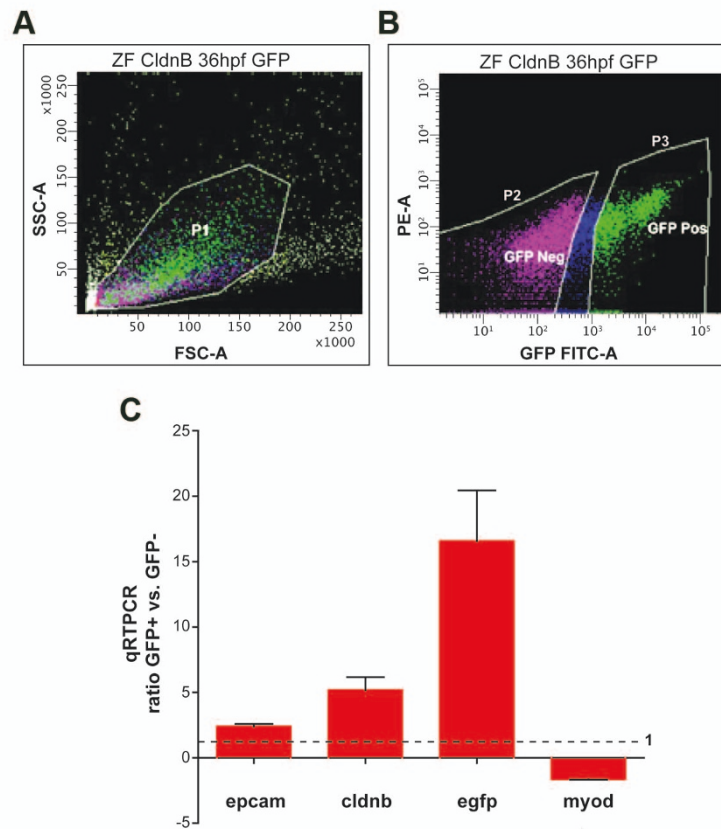 A
ZF CldnB 36hpf GFP
x1000
250
200
150
100
50
SSC-A
P1
50 100 150 200 250
x1000
FSC-A
B
ZF CldnB 36hpf GFP
10⁵
10⁴
10³
10²
10¹
PE-A
P2
P3
GFP Neg
GFP Pos
10¹ 10² 10³ 10⁴ 10⁵
GFP FITC-A
C
qRTPCR
ratio GFP+ vs. GFP-
25
20
15
10
5
0
-5
1
epcam cldnb egfp myod